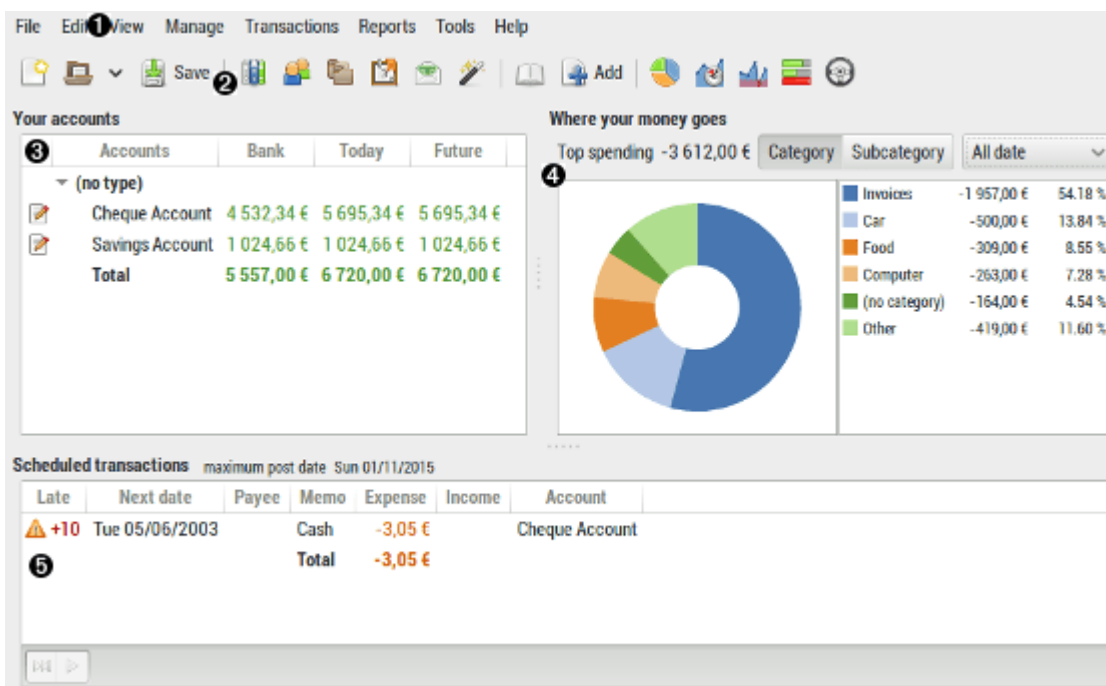 File Edit ❶ View Manage Transactions Reports Tools Help
Save ❷ Add
Your accounts
❸ Accounts Bank Today Future
(no type)
Cheque Account 4 532,34 € 5 695,34 € 5 695,34 €
Savings Account 1 024,66 € 1 024,66 € 1 024,66 €
Total 5 557,00 € 6 720,00 € 6 720,00 €
Where your money goes
Top spending -3 612,00 € Category Subcategory All date
❹
Invoices -1 957,00 € 54.18 %
Car -500,00 € 13.84 %
Food -309,00 € 8.55 %
Computer -263,00 € 7.28 %
(no category) -164,00 € 4.54 %
Other -419,00 € 11.60 %
Scheduled transactions maximum post date Sun 01/11/2015
Late Next date Payee Memo Expense Income Account
+10 Tue 05/06/2003 Cash -3,05 € Cheque Account
❺ Total -3,05 €